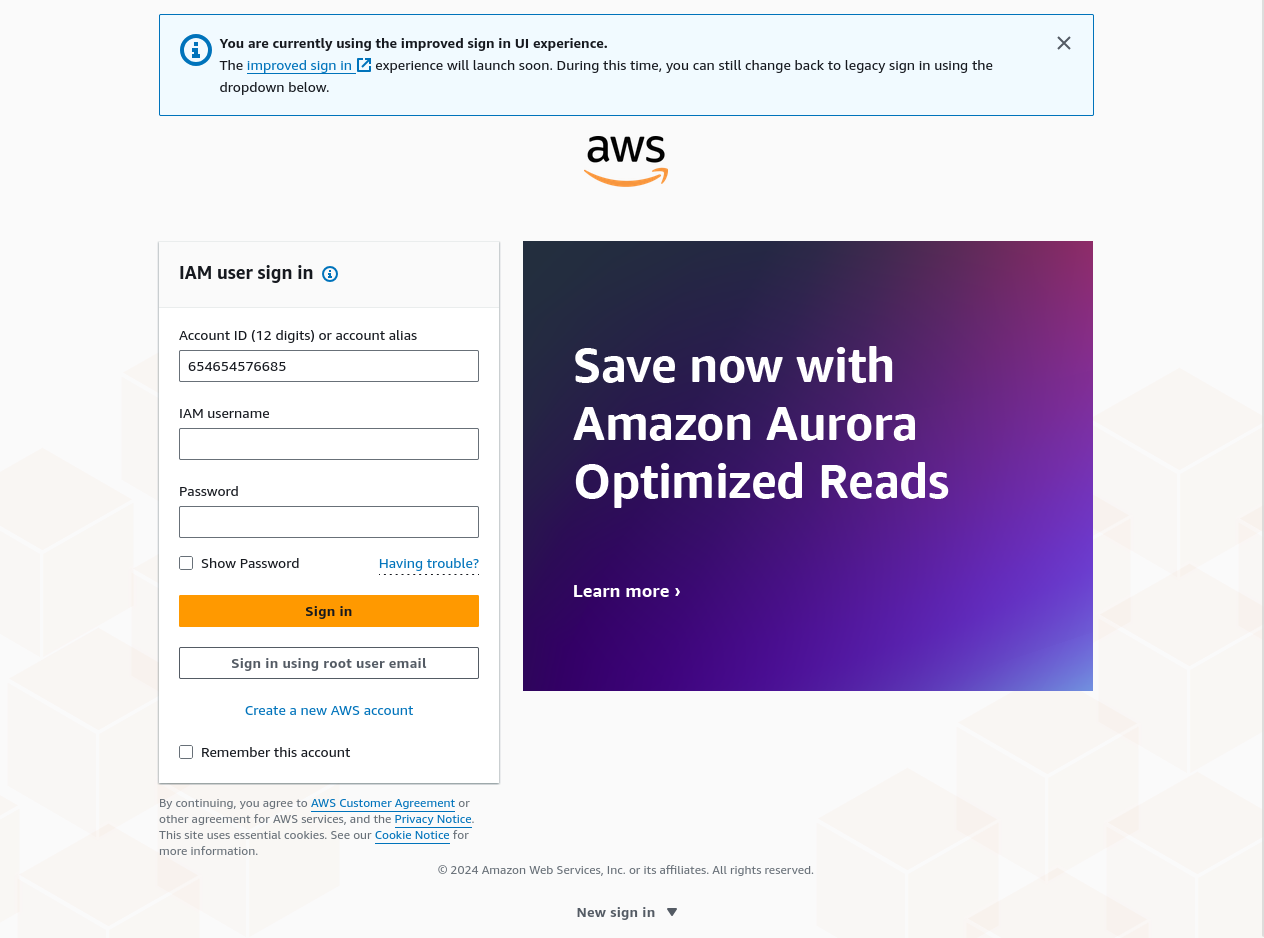 You are currently using the improved sign in UI experience.
The improved sign in experience will launch soon. During this time, you can still change back to legacy sign in using the
dropdown below.
aws
IAM user sign in
Account ID (12 digits) or account alias
654654576685
IAM username
Password
Show Password
Having trouble?
Sign in
Sign in using root user email
Create a new AWS account
Remember this account
Save now with
Amazon Aurora
Optimized Reads
Learn more ›
By continuing, you agree to AWS Customer Agreement or
other agreement for AWS services, and the Privacy Notice.
This site uses essential cookies. See our Cookie Notice for
more information.
© 2024 Amazon Web Services, Inc. or its affiliates. All rights reserved.
New sign in